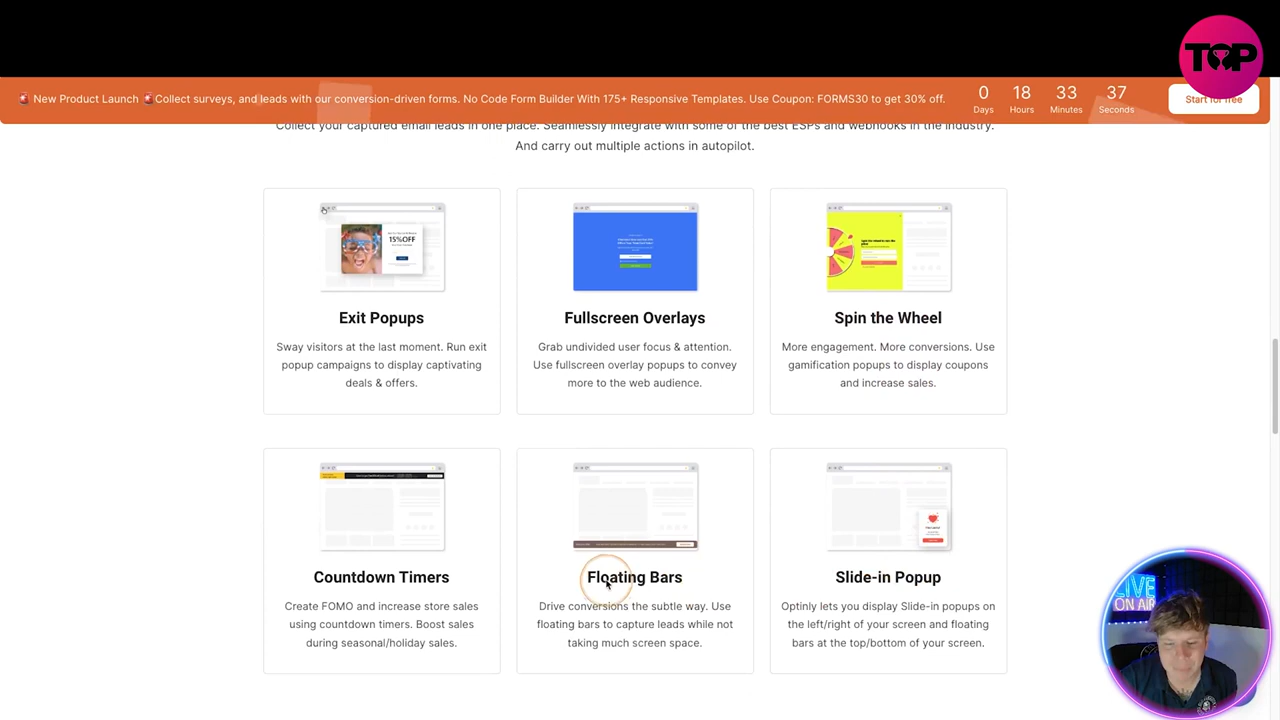 TOP
🚨 New Product Launch 🚨Collect surveys, and leads with our conversion-driven forms. No Code Form Builder With 175+ Responsive Templates. Use Coupon: FORMS30 to get 30% off.
0 18 33 37
Days Hours Minutes Seconds
Start for free
Collect your captured email leads in one place. Seamlessly integrate with some of the best ESPs and webhooks in the industry.
And carry out multiple actions in autopilot.
15%OFF
Exit Popups
Sway visitors at the last moment. Run exit
popup campaigns to display captivating
deals & offers.
Fullscreen Overlays
Grab undivided user focus & attention.
Use fullscreen overlay popups to convey
more to the web audience.
Spin the Wheel
More engagement. More conversions. Use
gamification popups to display coupons
and increase sales.
Countdown Timers
Create FOMO and increase store sales
using countdown timers. Boost sales
during seasonal/holiday sales.
Floating Bars
Drive conversions the subtle way. Use
floating bars to capture leads while not
taking much screen space.
Slide-in Popup
Optinly lets you display Slide-in popups on
the left/right of your screen and floating
bars at the top/bottom of your screen.
LIVE
ON AIR